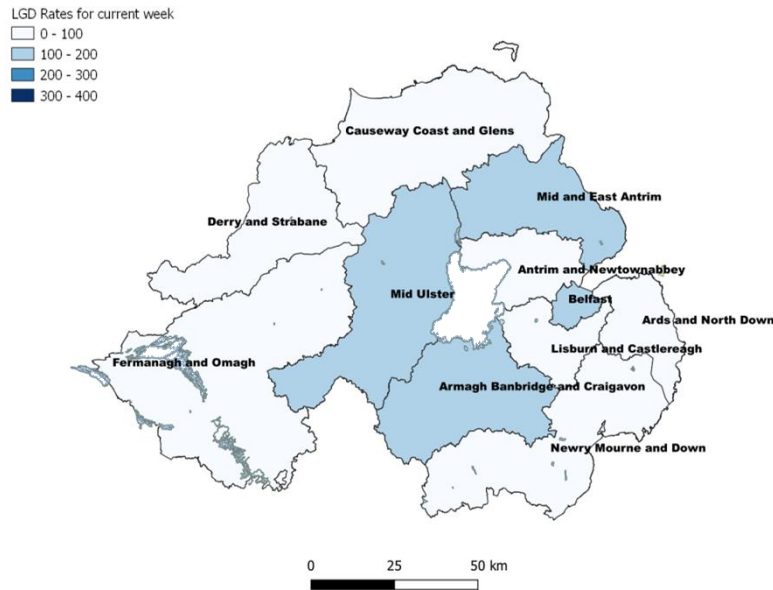 LGD Rates for current week
0 - 100
100 - 200
200 - 300
300 - 400
Causeway Coast and Glens
Mid and East Antrim
Derry and Strabane
Antrim and Newtownabbey
Mid Ulster
Belfast
Ards and North Down
Lisburn and Castlereagh
Fermanagh and Omagh
Armagh Banbridge and Craigavon
Newry Mourne and Down
0 25 50 km